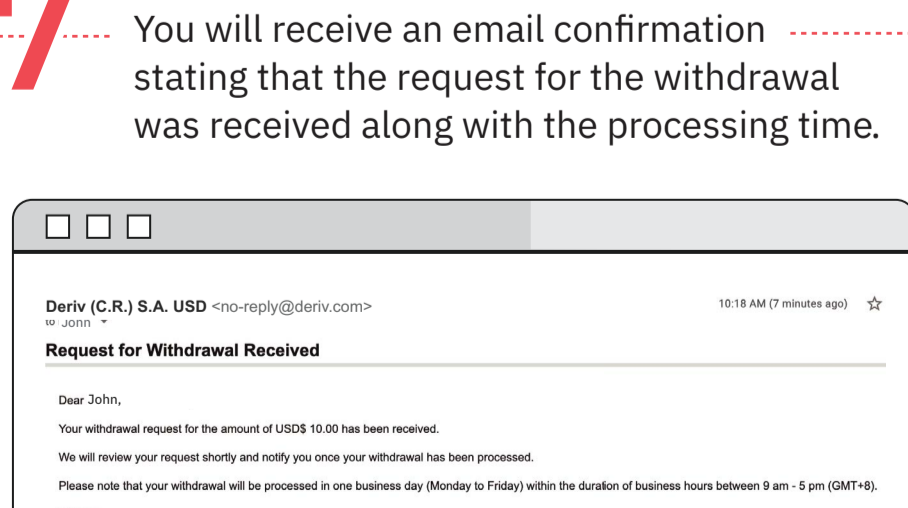 7
You will receive an email confirmation
stating that the request for the withdrawal
was received along with the processing time.
Deriv (C.R.) S.A. USD <no-reply@deriv.com>
10:18 AM (7 minutes ago)
to John
Request for Withdrawal Received
Dear John,
Your withdrawal request for the amount of USD$ 10.00 has been received.
We will review your request shortly and notify you once your withdrawal has been processed.
Please note that your withdrawal will be processed in one business day (Monday to Friday) within the duration of business hours between 9 am - 5 pm (GMT+8).